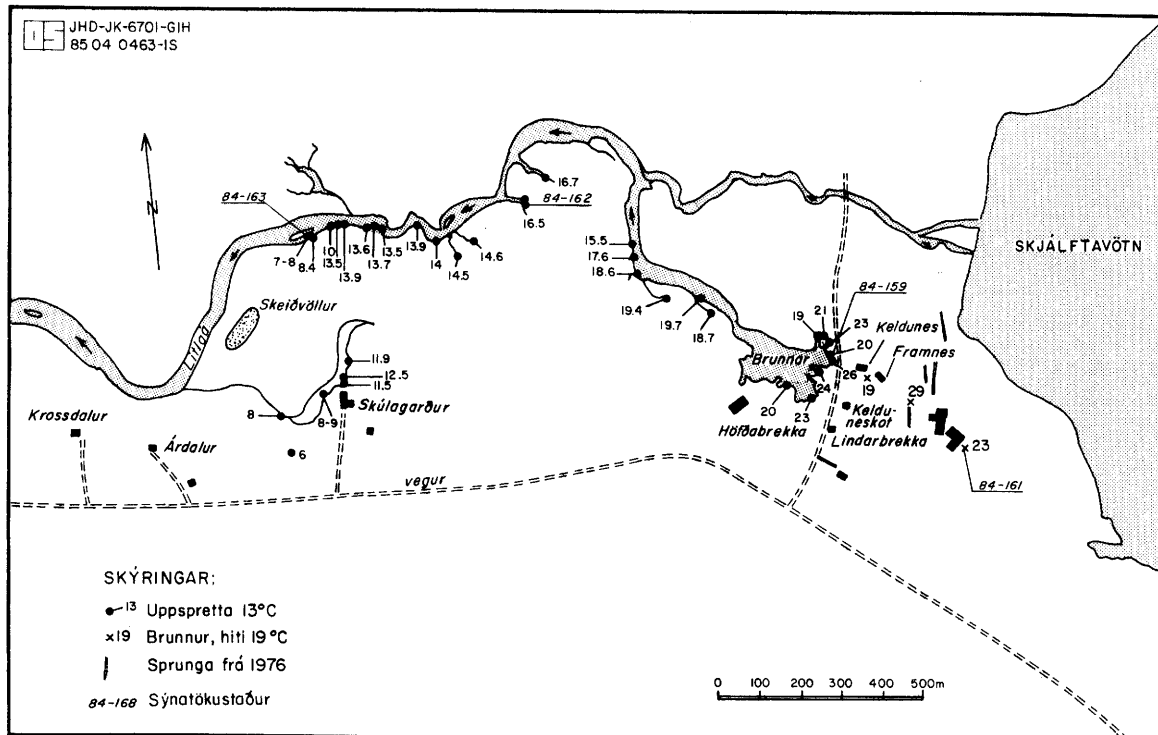 OS JHD-JK-6701-GIH
85 04 0463-IS
N
84-163
84-162
84-159
84-161
16.7
16.5
7-8
8.4
10
13.5
13.9
13.6
13.7
13.5
13.9
14
14.5
14.6
15.5
17.6
18.6
19.4
19.7
18.7
19
21
23
20
26
24
20
23
19
29
23
SKJÁLFTAVÖTN
Skeiðvöllur
Litlaá
Brunnar
Keldunes
Framnes
Keldu-
neskot
Lindarbrekka
Höfðabrekka
11.9
12.5
11.5
8
8-9
6
Skúlagarður
Krossdalur
Árdalur
vegur
SKÝRINGAR:
13 Uppspretta 13°C
x19 Brunnur, hiti 19°C
Sprunga frá 1976
84-168 Sýnatökustaður
0 100 200 300 400 500m